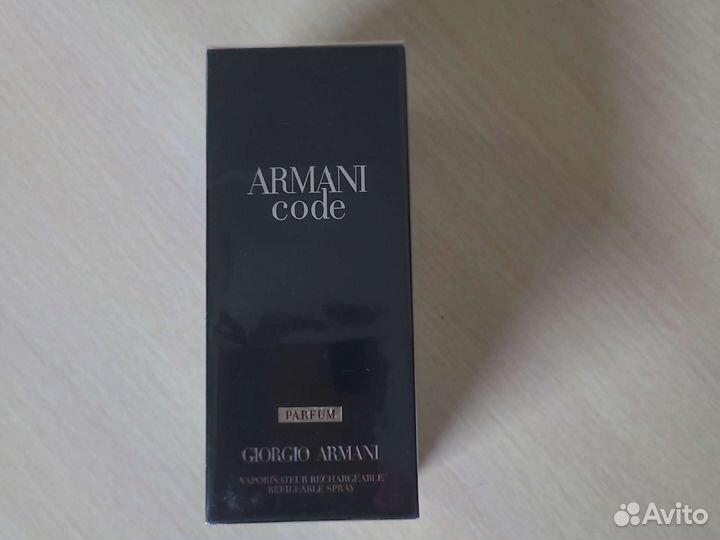 ARMANI
code
PARFUM
GIORGIO ARMANI
VAPORISATEUR RECHARGEABLE
REFILLABLE SPRAY
Avito